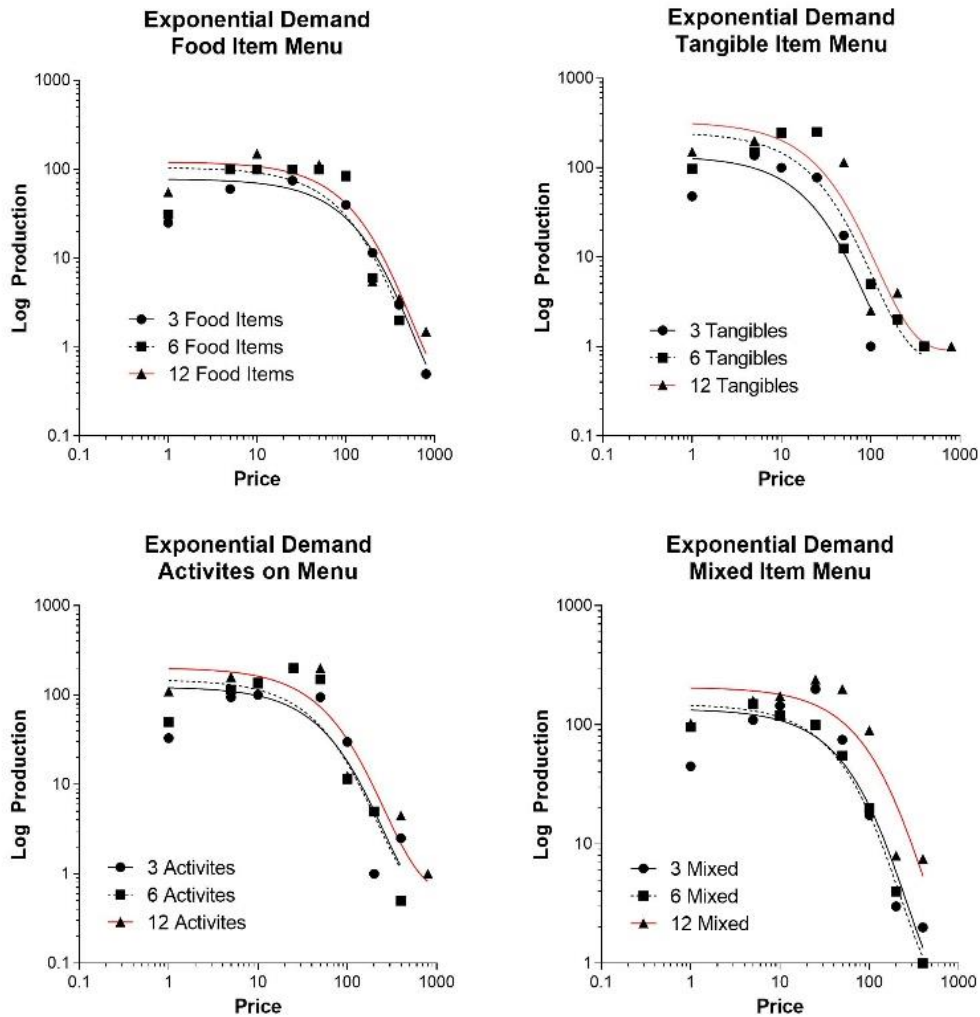 Exponential Demand
Food Item Menu
1000
100
10
1
0.1
Log Production
3 Food Items
6 Food Items
12 Food Items
0.1 1 10 100 1000
Price
Exponential Demand
Tangible Item Menu
1000
100
10
1
0.1
Log Production
3 Tangibles
6 Tangibles
12 Tangibles
0.1 1 10 100 1000
Price
Exponential Demand
Activites on Menu
1000
100
10
1
0.1
Log Production
3 Activites
6 Activites
12 Activites
0.1 1 10 100 1000
Price
Exponential Demand
Mixed Item Menu
1000
100
10
1
Log Production
3 Mixed
6 Mixed
12 Mixed
0.1 1 10 100 1000
Price